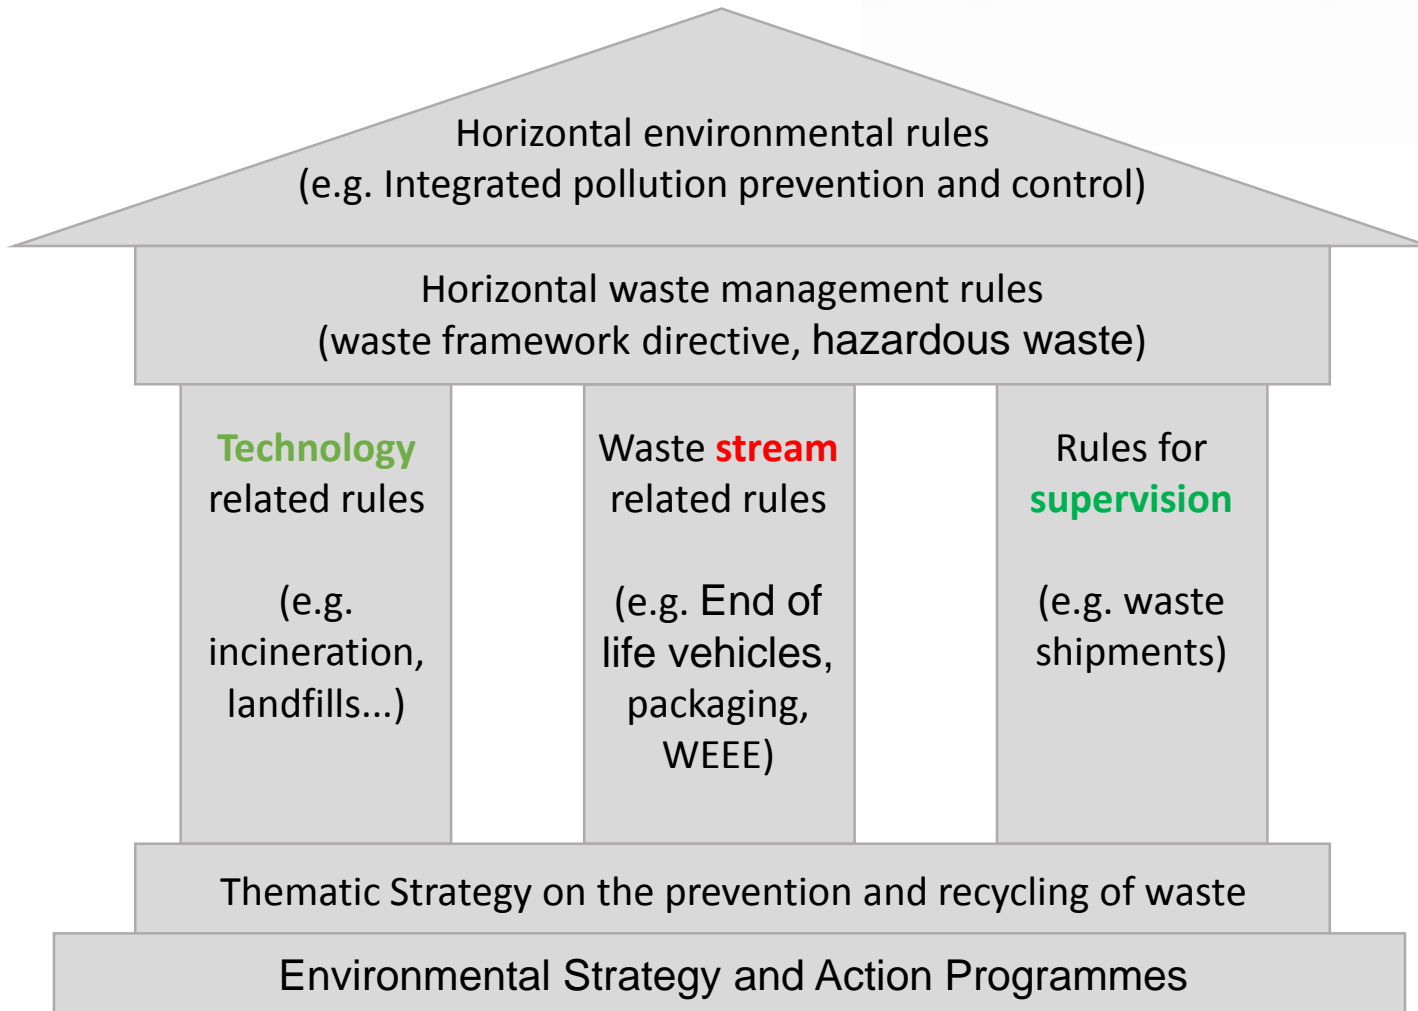 Horizontal environmental rules
(e.g. Integrated pollution prevention and control)
Horizontal waste management rules
(waste framework directive, hazardous waste)
Technology
related rules
(e.g.
incineration,
landfills...)
Waste stream
related rules
(e.g. End of
life vehicles,
packaging,
WEEE)
Rules for
supervision
(e.g. waste
shipments)
Thematic Strategy on the prevention and recycling of waste
Environmental Strategy and Action Programmes